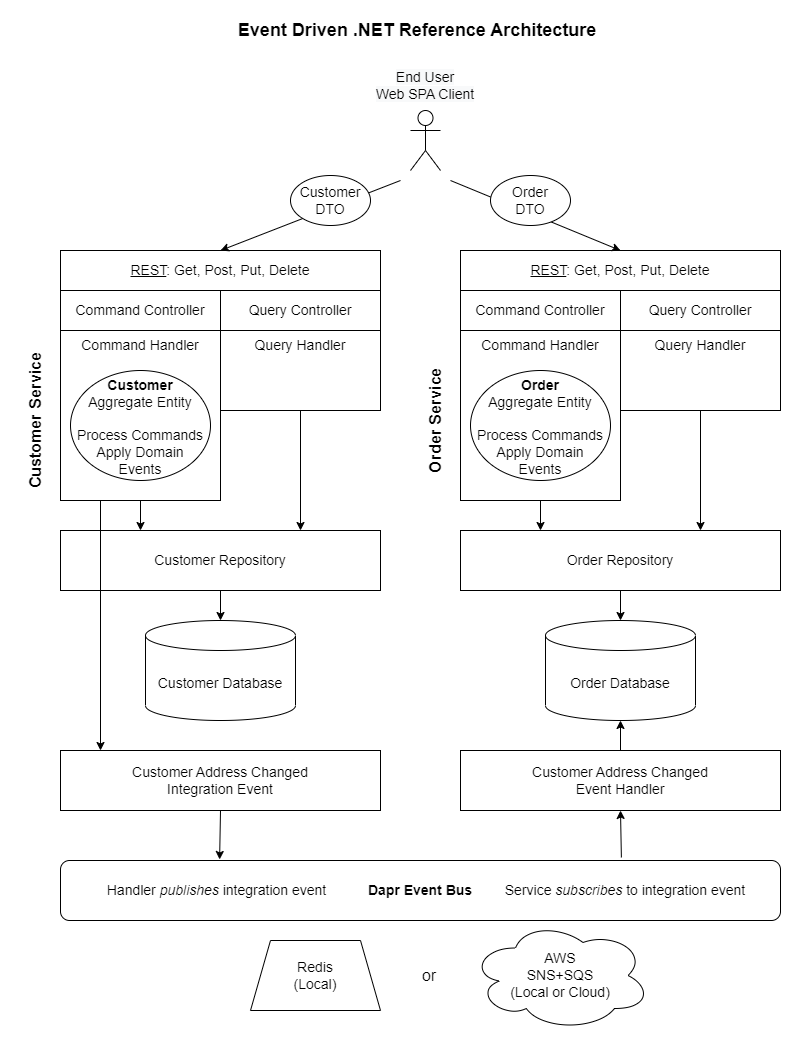 Event Driven .NET Reference Architecture
End User
Web SPA Client
Customer
DTO
Order
DTO
Customer Service
REST: Get, Post, Put, Delete
Command Controller
Query Controller
Command Handler
Query Handler
Customer
Aggregate Entity
Process Commands
Apply Domain
Events
Customer Repository
Customer Database
Customer Address Changed
Integration Event
Order Service
REST: Get, Post, Put, Delete
Command Controller
Query Controller
Command Handler
Query Handler
Order
Aggregate Entity
Process Commands
Apply Domain
Events
Order Repository
Order Database
Customer Address Changed
Event Handler
Handler publishes integration event
Dapr Event Bus
Service subscribes to integration event
Redis
(Local)
or
AWS
SNS+SQS
(Local or Cloud)